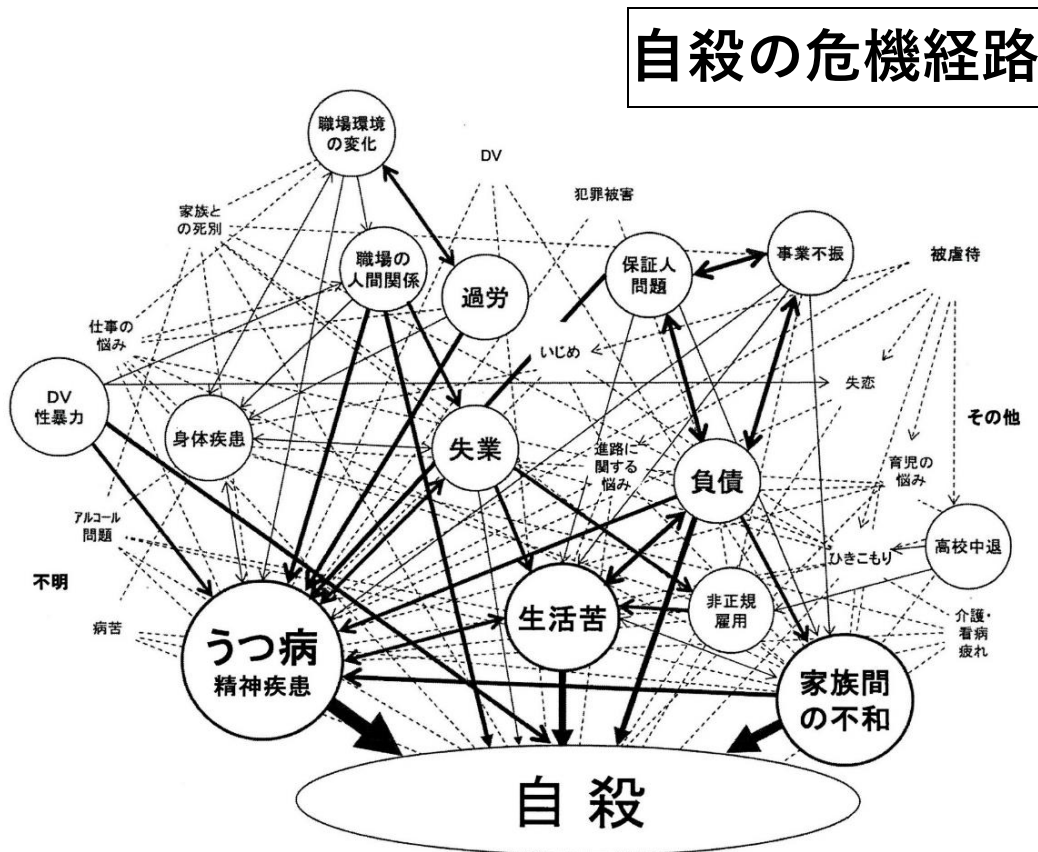 自殺の危機経路
職場環境
の変化
DV
犯罪被害
家族と
の死別
職場の
人間関係
過労
保証人
問題
事業不振
被虐待
仕事の
悩み
いじめ
DV
性暴力
失恋
その他
身体疾患
失業
進路に
関する
悩み
負債
育児の
悩み
アルコール
問題
ひきこもり
高校中退
不明
病苦
うつ病
精神疾患
生活苦
非正規
雇用
介護・
看病
疲れ
家族間
の不和
自殺